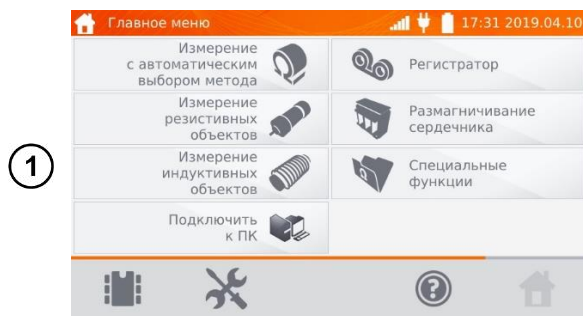 Главное меню
17:31 2019.04.10
Измерение
с автоматическим
выбором метода
Регистратор
Измерение
резистивных
объектов
Размагничивание
сердечника
1
Измерение
индуктивных
объектов
Специальные
функции
Подключить
к ПК